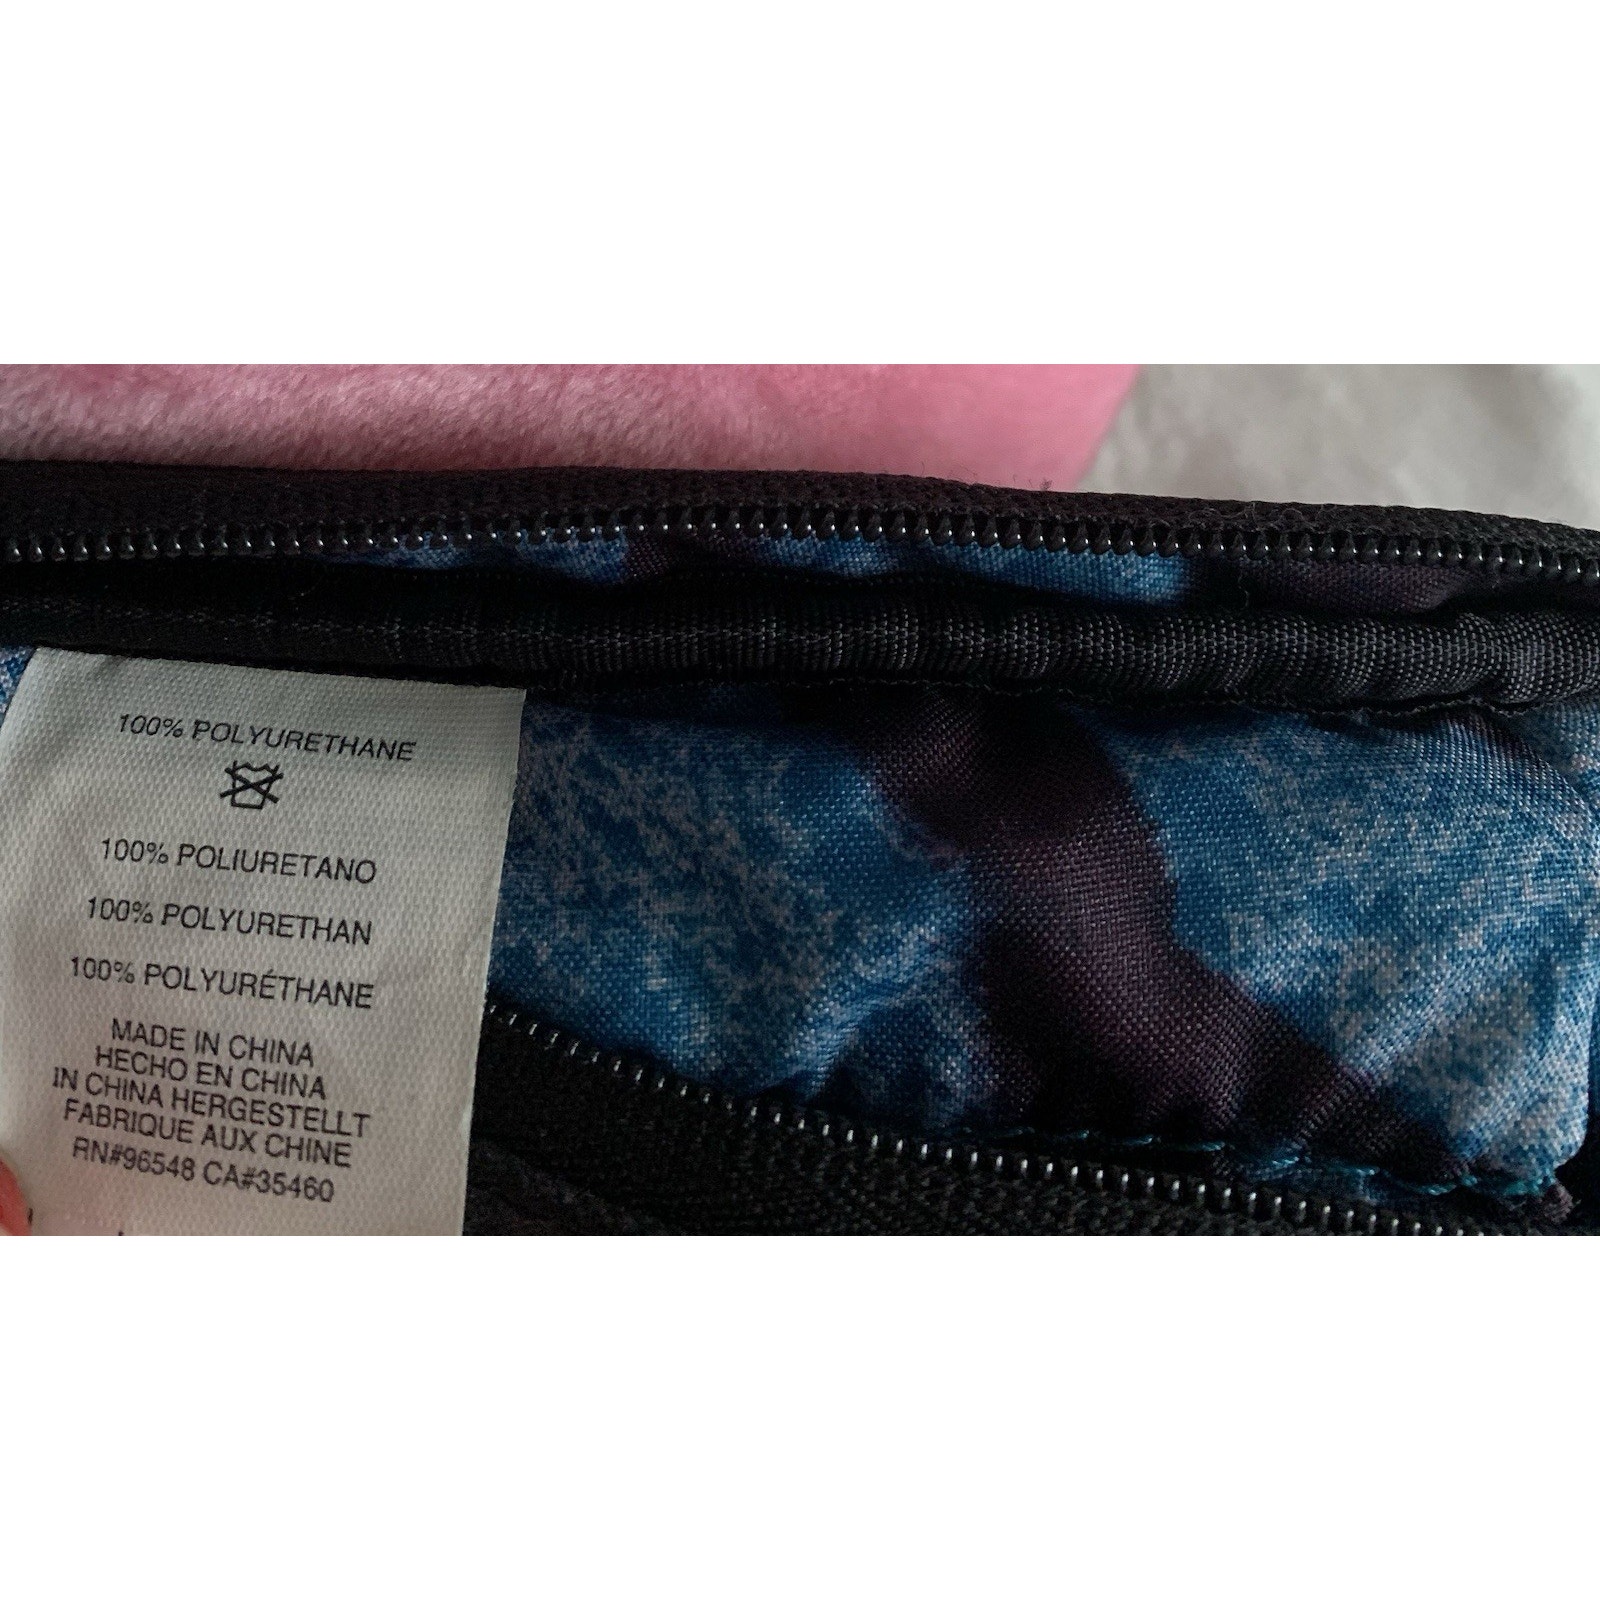 100% POLYURETHANE
100% POLIURETANO
100% POLYURETHAN
100% POLYURÉTHANE
MADE IN CHINA
HECHO EN CHINA
IN CHINA HERGESTELLT
FABRIQUE AUX CHINE
RN#96548 CA#35460